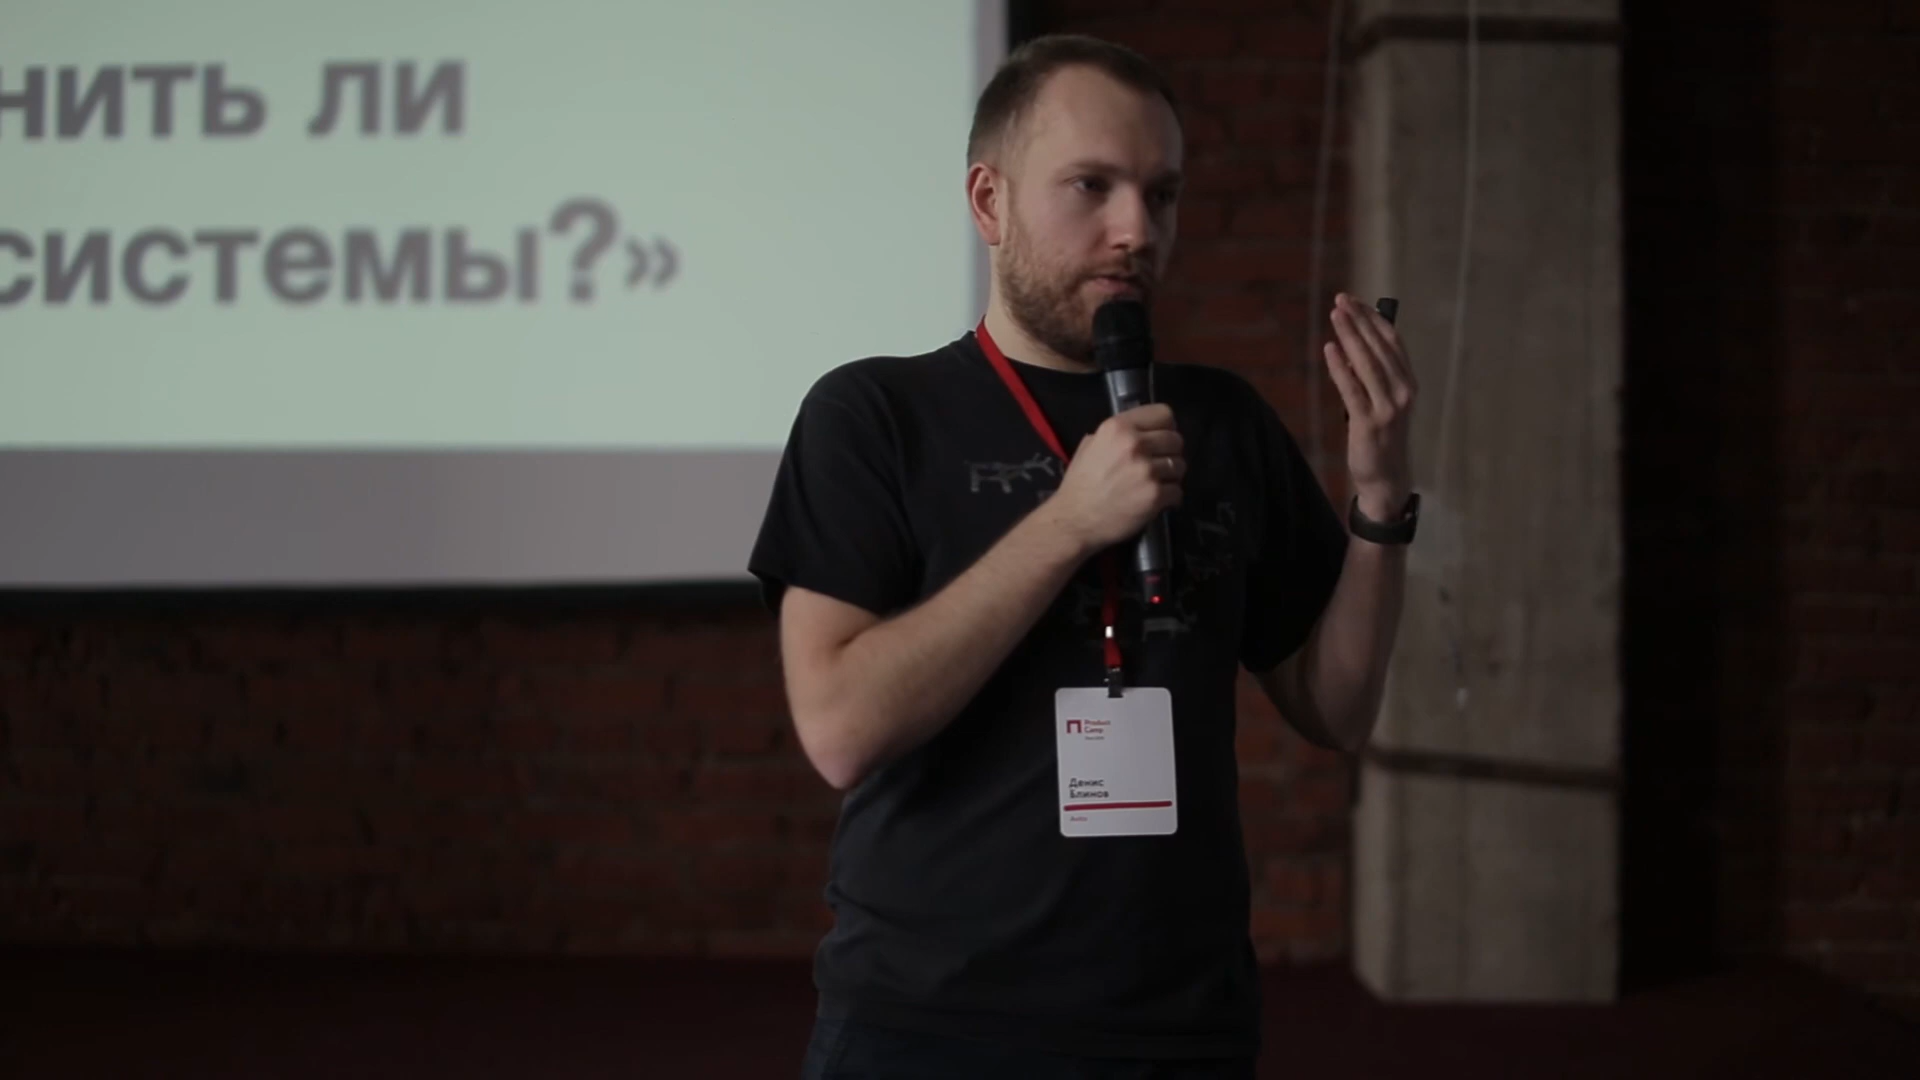 нить ли
системы?»
Product
Camp
Денис
Блинов